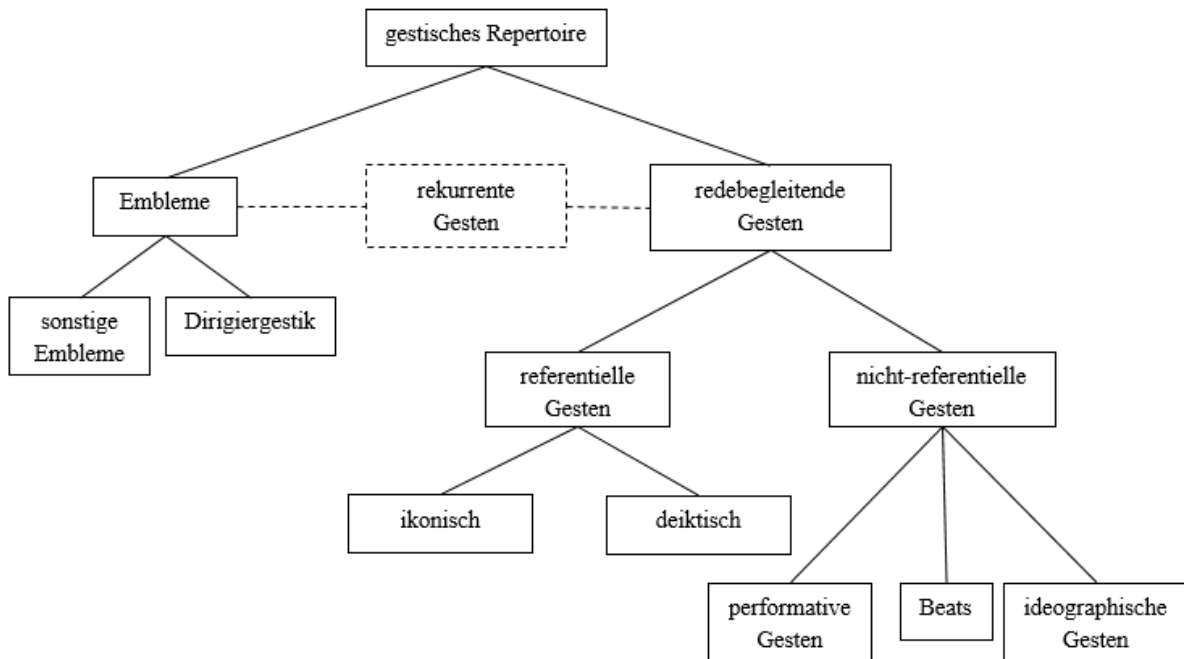 gestisches Repertoire
Embleme
rekurrente
Gesten
redebegleitende
Gesten
sonstige
Embleme
Dirigiergestik
referentielle
Gesten
nicht-referentielle
Gesten
ikonisch
deiktisch
performative
Gesten
Beats
ideographische
Gesten